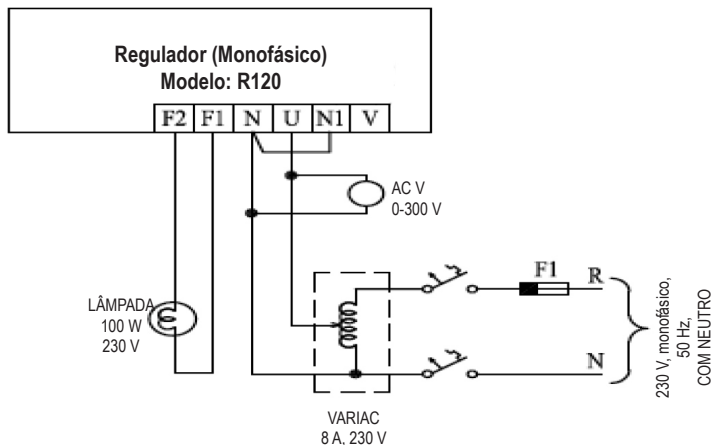 Regulador (Monofásico)
Modelo: R120
F2 F1 N U N1 V
AC V
0-300 V
LÂMPADA
100 W
230 V
F1
R
N
230 V, monofásico,
50 Hz,
COM NEUTRO
VARIAC
8 A, 230 V